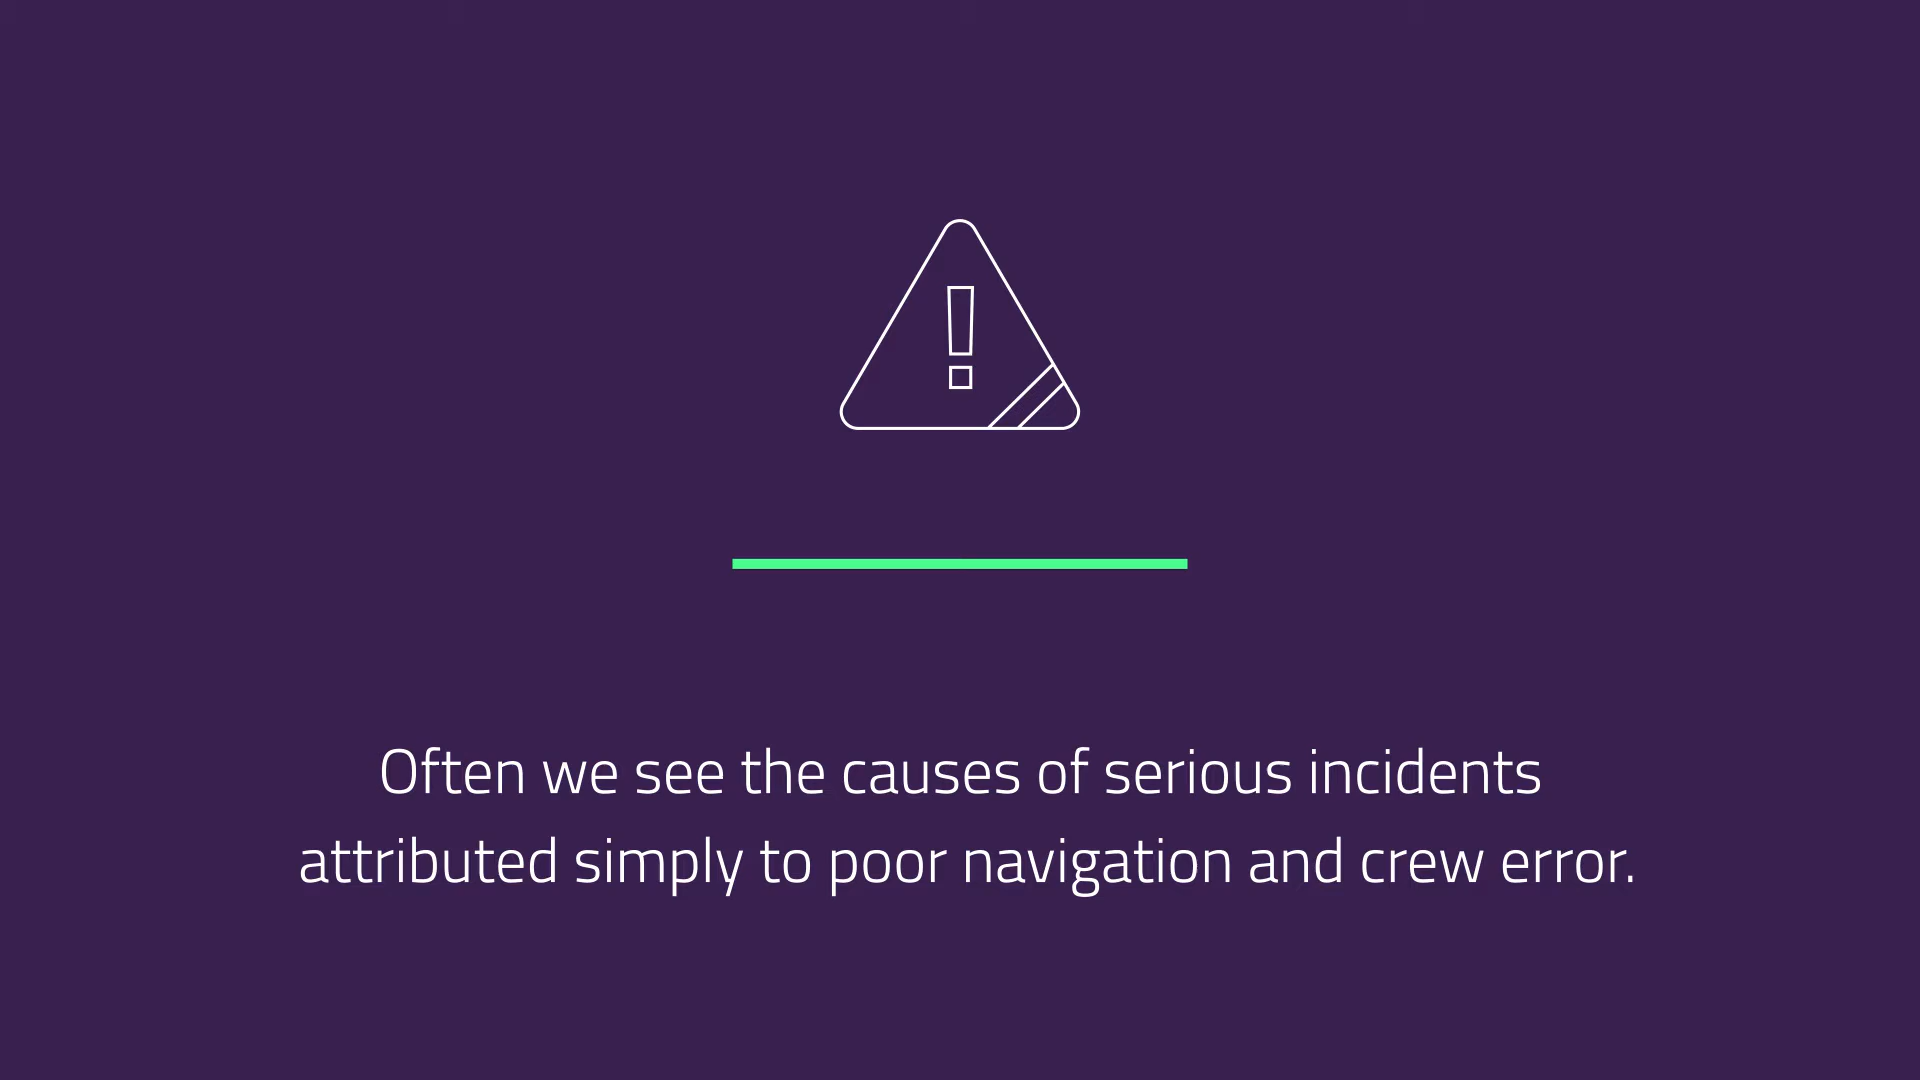 Often we see the causes of serious incidents
attributed simply to poor navigation and crew error.